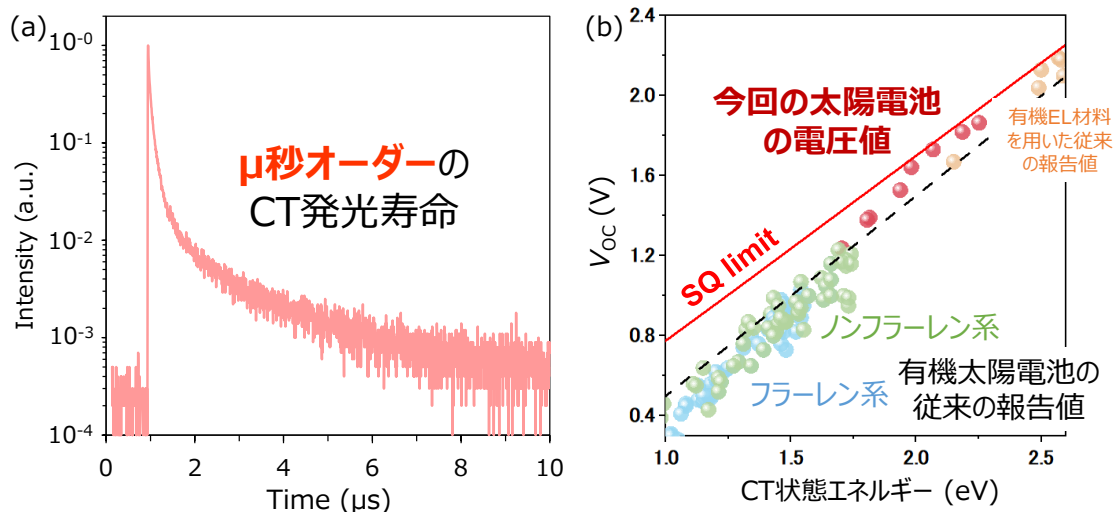 (a)
10⁻⁰
10⁻¹
10⁻²
10⁻³
10⁻⁴
Intensity (a.u.)
μ秒オーダーの
CT発光寿命
0
2
4
6
8
10
Time (μs)
(b)
2.4
2.0
1.6
1.2
0.8
0.4
V_OC (V)
今回の太陽電池
の電圧値
有機EL材料
を用いた従来
の報告値
SQ limit
ノンフラーレン系
フラーレン系
有機太陽電池の
従来の報告値
1.0
1.5
2.0
2.5
CT状態エネルギー (eV)